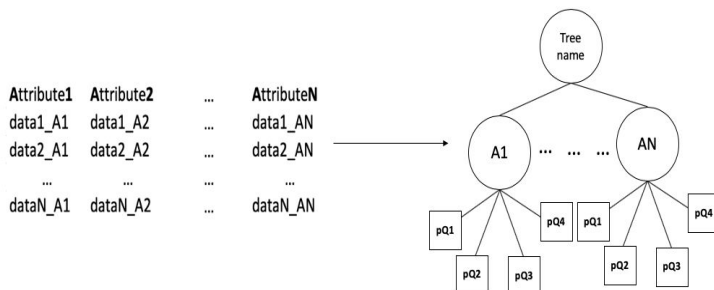 Tree
name
Attribute1 Attribute2 ... AttributeN
data1_A1 data1_A2 ... data1_AN
data2_A1 data2_A2 ... data2_AN
... ... ... ...
dataN_A1 dataN_A2 ... dataN_AN
A1 ... ... ... AN
pQ1 pQ4 pQ1 pQ4
pQ2 pQ3 pQ2 pQ3